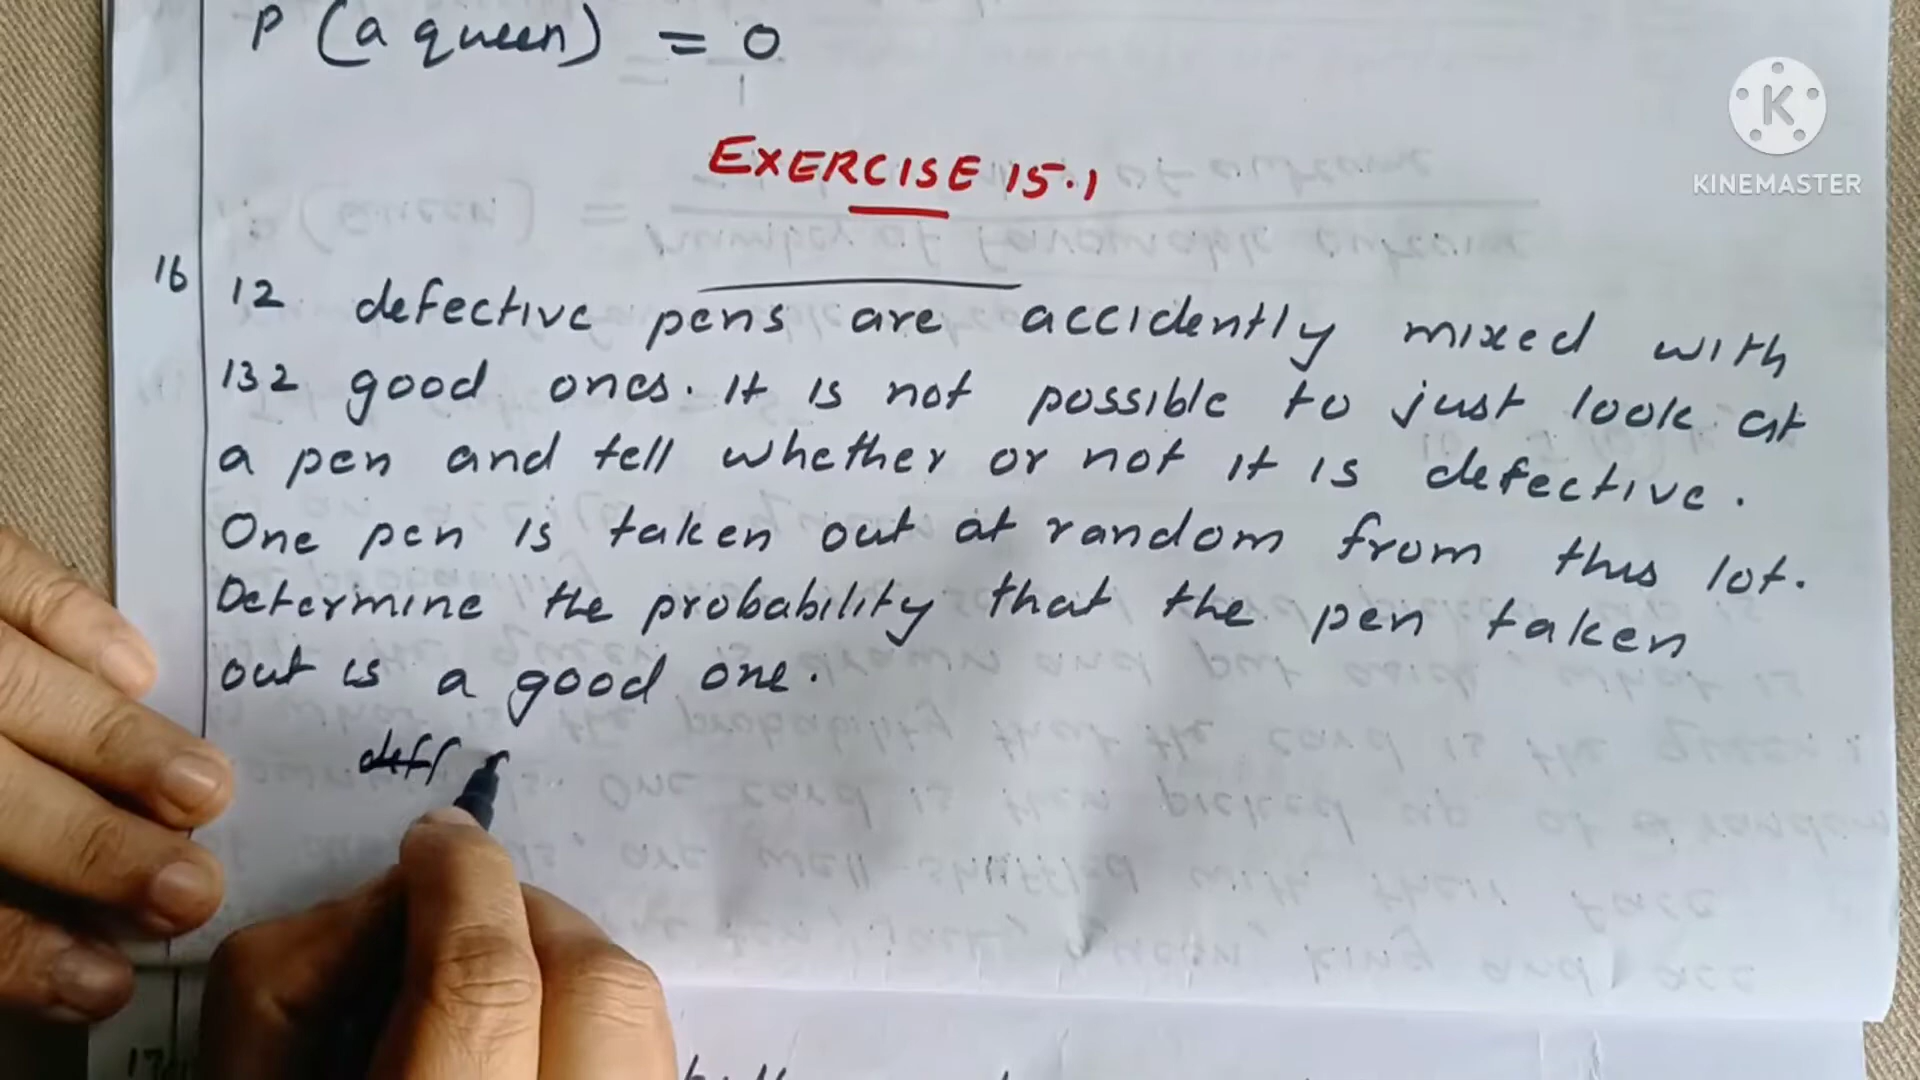 P (a queen) = 0
EXERCISE 15.1
KINEMASTER
16 12 defective pens are accidently mixed with
132 good ones. It is not possible to just look at
a pen and tell whether or not it is defective.
One pen is taken out at random from this lot.
Determine the probability that the pen taken
out is a good one.
deff
17